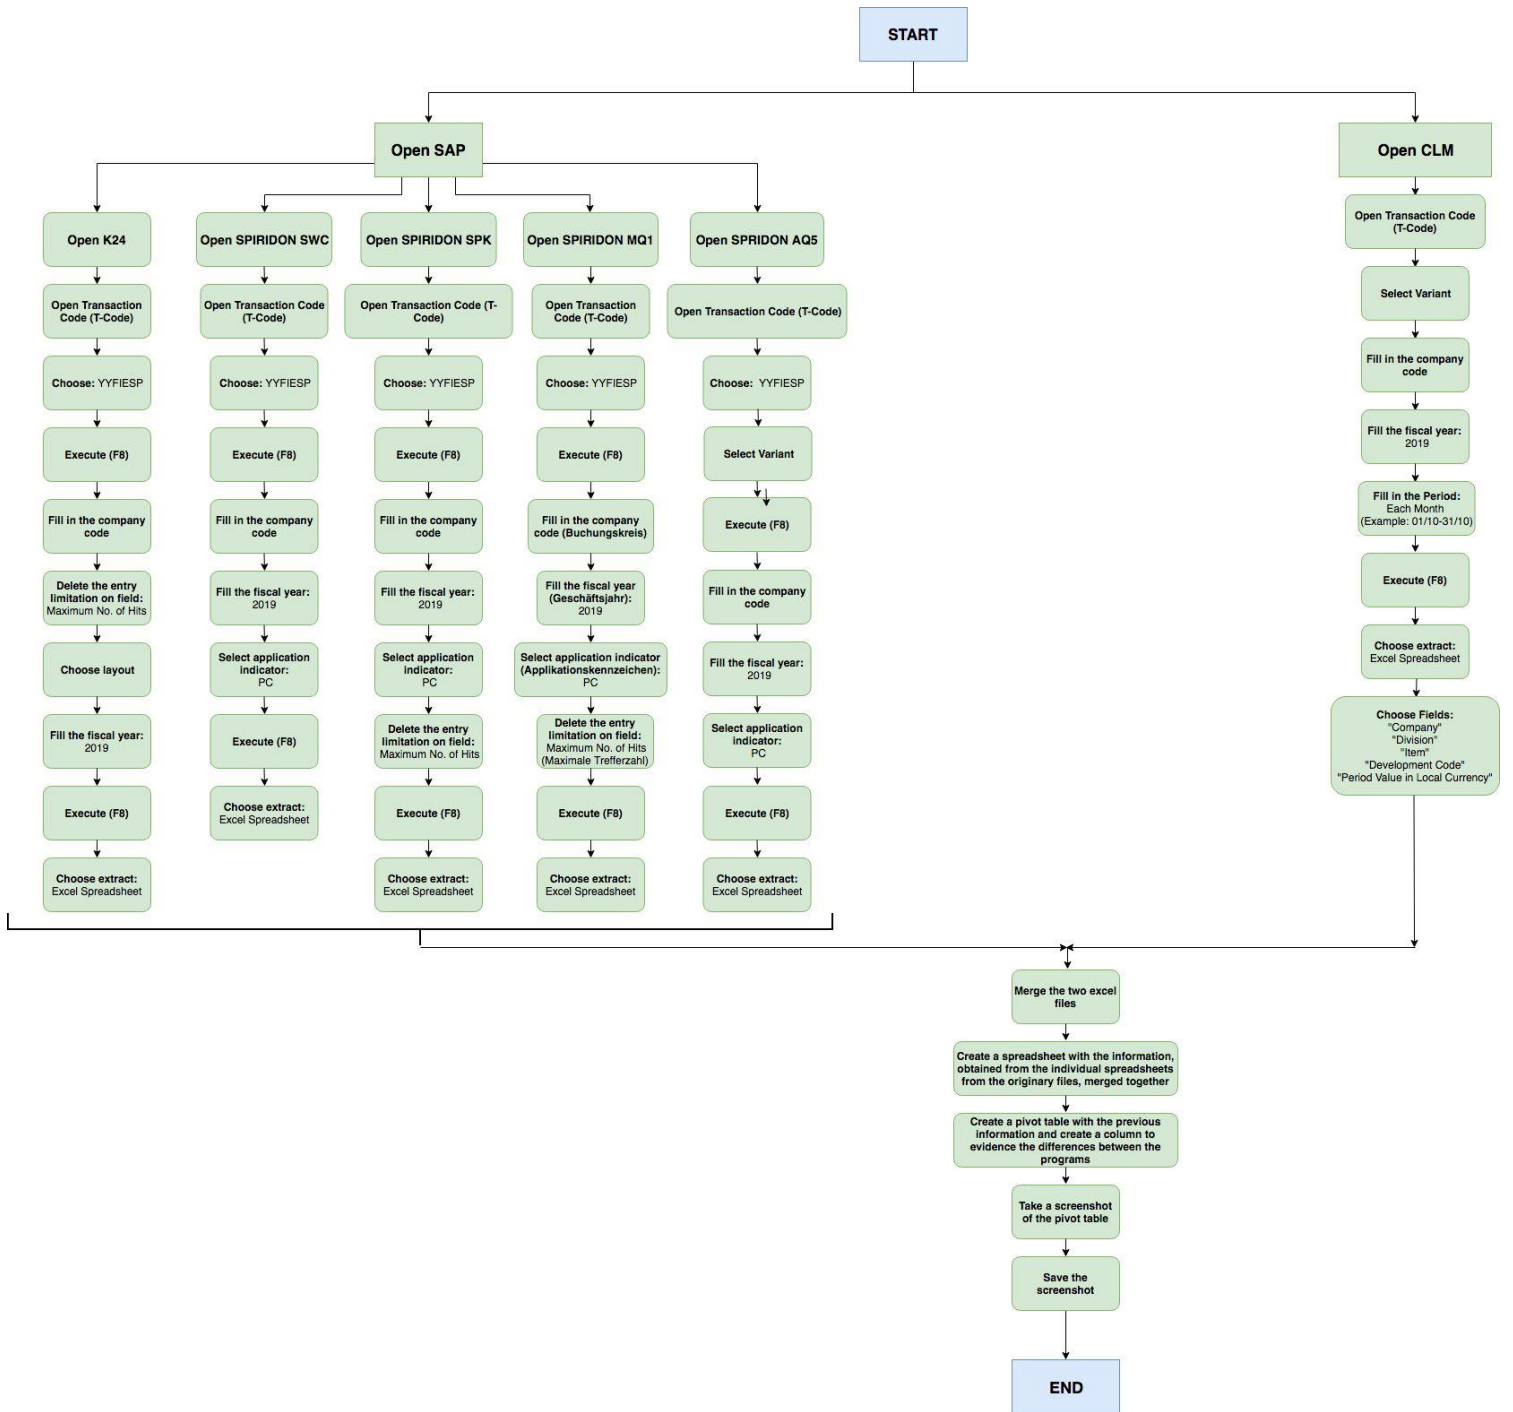 START
Open SAP
Open CLM
Open K24
Open Transaction
Code (T-Code)
Choose: YYFIESP
Execute (F8)
Fill in the company
code
Delete the entry
limitation on field:
Maximum No. of Hits
Choose layout
Fill the fiscal year:
2019
Execute (F8)
Choose extract:
Excel Spreadsheet
Open SPIRIDON SWC
Open Transaction Code
(T-Code)
Choose: YYFIESP
Execute (F8)
Fill in the company
code
Fill the fiscal year:
2019
Select application
indicator:
PC
Execute (F8)
Choose extract:
Excel Spreadsheet
Open SPIRIDON SPK
Open Transaction Code (T-
Code)
Choose: YYFIESP
Execute (F8)
Fill in the company
code
Fill the fiscal year:
2019
Select application
indicator:
PC
Delete the entry
limitation on field:
Maximum No. of Hits
Execute (F8)
Choose extract:
Excel Spreadsheet
Open SPIRIDON MQ1
Open Transaction
Code (T-Code)
Choose: YYFIESP
Execute (F8)
Fill in the company
code (Buchungskreis)
Fill the fiscal year
(Geschäftsjahr):
2019
Select application indicator
(Applikationskennzeichen):
PC
Delete the entry
limitation on field:
Maximum No. of Hits
(Maximale Trefferzahl)
Execute (F8)
Choose extract:
Excel Spreadsheet
Open SPRIDON AQ5
Open Transaction Code (T-Code)
Choose: YYFIESP
Select Variant
Execute (F8)
Fill in the company
code
Fill the fiscal year:
2019
Select application
indicator:
PC
Execute (F8)
Choose extract:
Excel Spreadsheet
Open Transaction Code
(T-Code)
Select Variant
Fill in the company
code
Fill the fiscal year:
2019
Fill in the Period:
Each Month
(Example: 01/10-31/10)
Execute (F8)
Choose extract:
Excel Spreadsheet
Choose Fields:
"Company"
"Division"
"Item"
"Development Code"
"Period Value in Local Currency"
Merge the two excel
files
Create a spreadsheet with the information,
obtained from the individual spreadsheets
from the originary files, merged together
Create a pivot table with the previous
information and create a column to
evidence the differences between the
programs
Take a screenshot
of the pivot table
Save the
screenshot
END